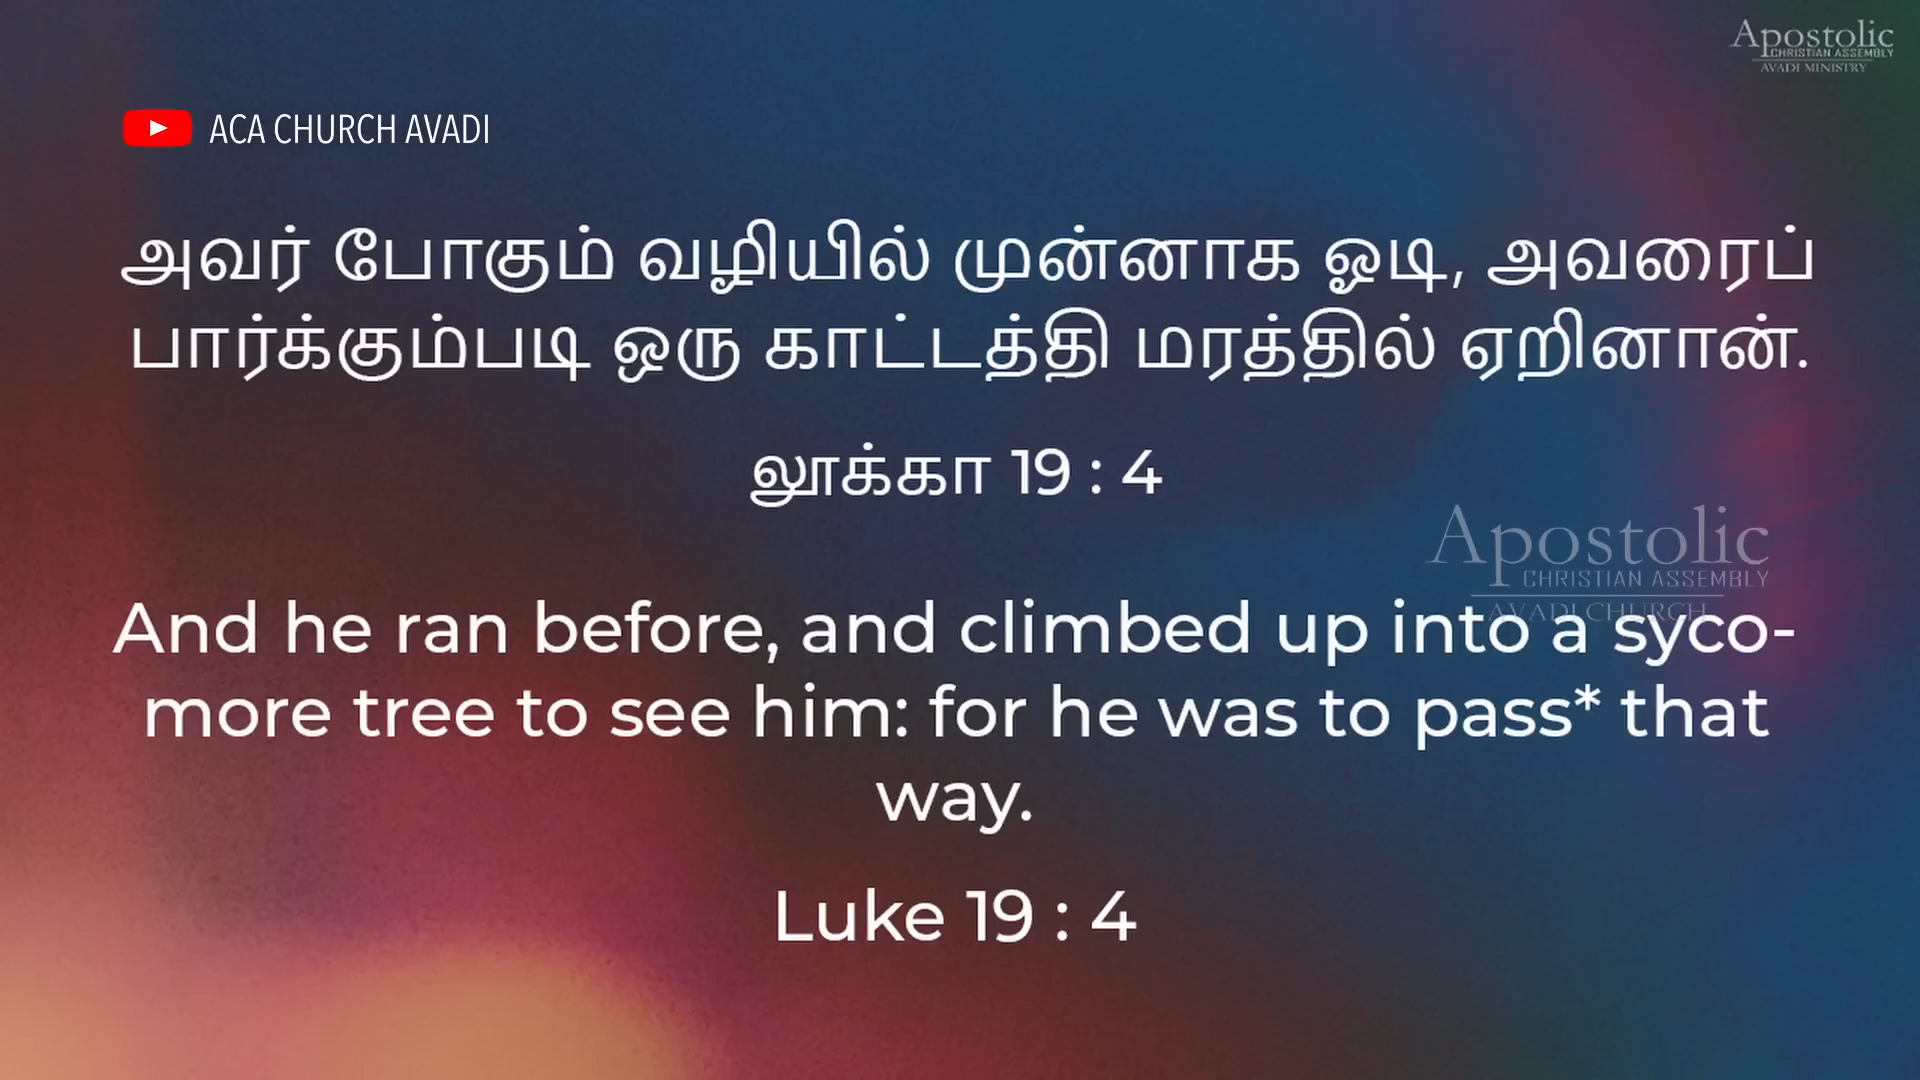 Apostolic
CHRISTIAN ASSEMBLY
AVADI MINISTRY
ACA CHURCH AVADI
அவர் போகும் வழியில் முன்னாக ஓடி, அவரைப்
பார்க்கும்படி ஒரு காட்டத்தி மரத்தில் ஏறினான்.
லூக்கா 19 : 4
Apostolic
CHRISTIAN ASSEMBLY
AVADI CHURCH
And he ran before, and climbed up into a syco-
more tree to see him: for he was to pass* that
way.
Luke 19 : 4